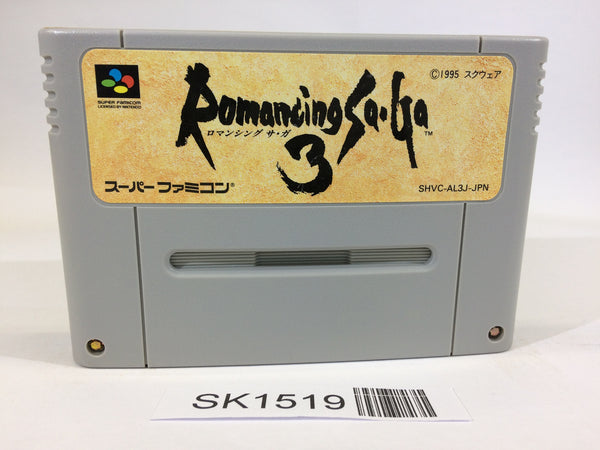 ©1995 スクウェア
SUPER FAMICOM
LICENSED BY NINTENDO
Romancing Sa・Ga
™
ロマンシング サ・ガ
3
スーパーファミコン®
SHVC-AL3J-JPN
SK1519